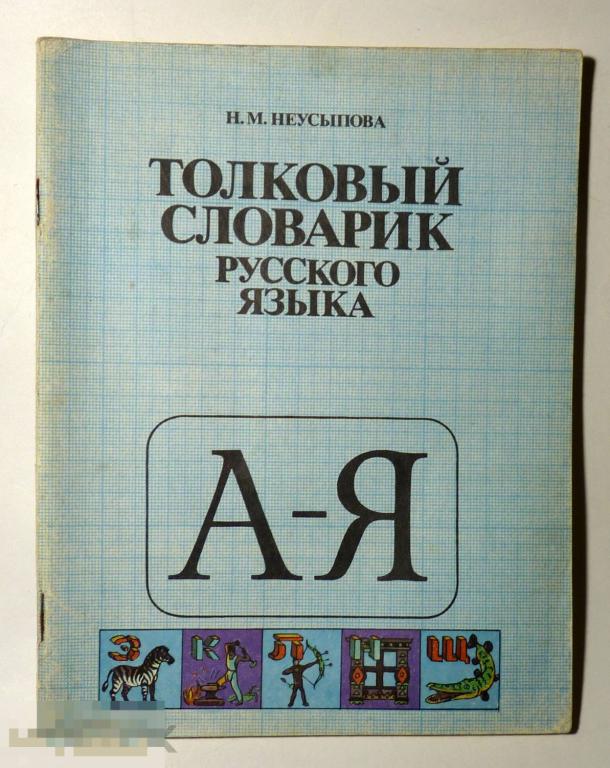 Н. М. НЕУСЫПОВА
ТОЛКОВЫЙ
СЛОВАРИК
РУССКОГО
ЯЗЫКА
А-Я
З К Л Н Щ